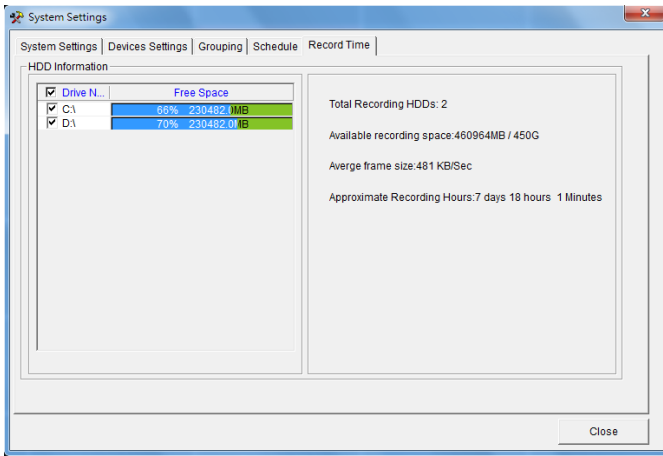 System Settings
System Settings Devices Settings Grouping Schedule Record Time
HDD Information
Drive N... Free Space
C:\ 66% 230482.0MB
D:\ 70% 230482.0MB
Total Recording HDDs: 2
Available recording space:460964MB / 450G
Averge frame size:481 KB/Sec
Approximate Recording Hours:7 days 18 hours 1 Minutes
Close